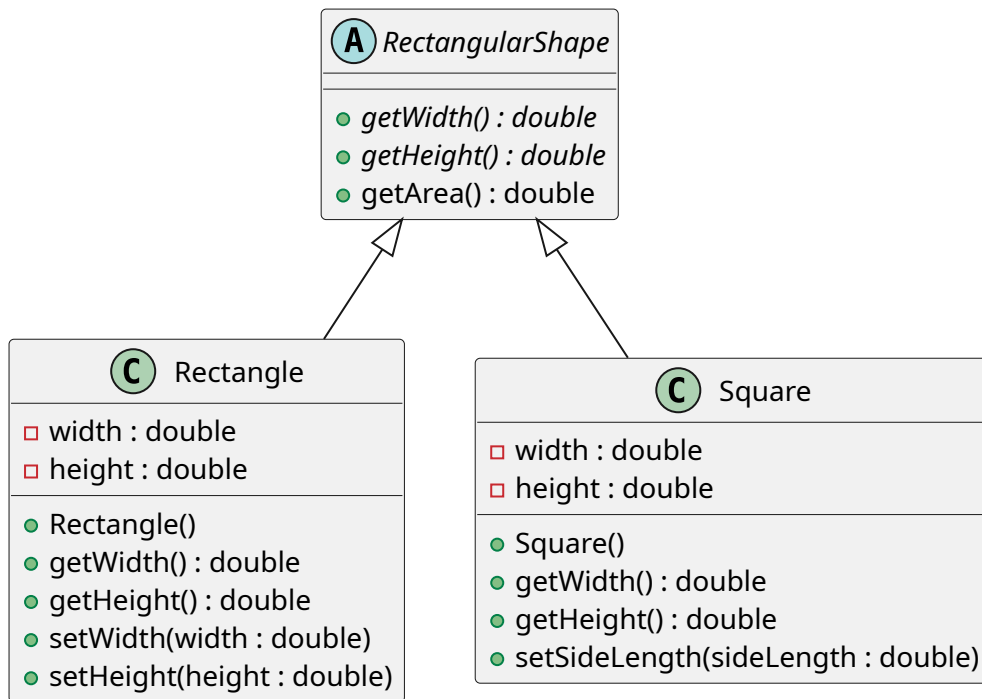 A RectangularShape
getWidth() : double
getHeight() : double
getArea() : double
C Rectangle
width : double
height : double
Rectangle()
getWidth() : double
getHeight() : double
setWidth(width : double)
setHeight(height : double)
C Square
width : double
height : double
Square()
getWidth() : double
getHeight() : double
setSideLength(sideLength : double)